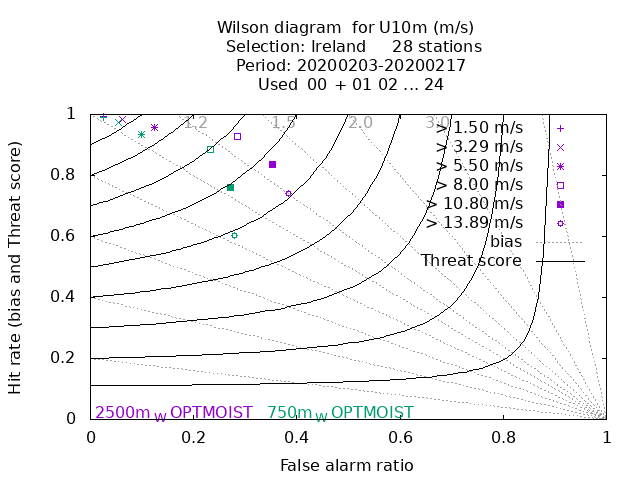 Wilson diagram  for U10m (m/s)
Selection: Ireland     28 stations
Period: 20200203-20200217
Used  00  + 01 02 ... 24
Hit rate (bias and Threat score)
1
0.8
0.6
0.4
0.2
0
1.2
1.5
2.0
3.0
> 1.50 m/s
> 3.29 m/s
> 5.50 m/s
> 8.00 m/s
> 10.80 m/s
> 13.89 m/s
bias
Threat score
2500m_W OPTMOIST   750m_W OPTMOIST
0 0.2 0.4 0.6 0.8 1
False alarm ratio